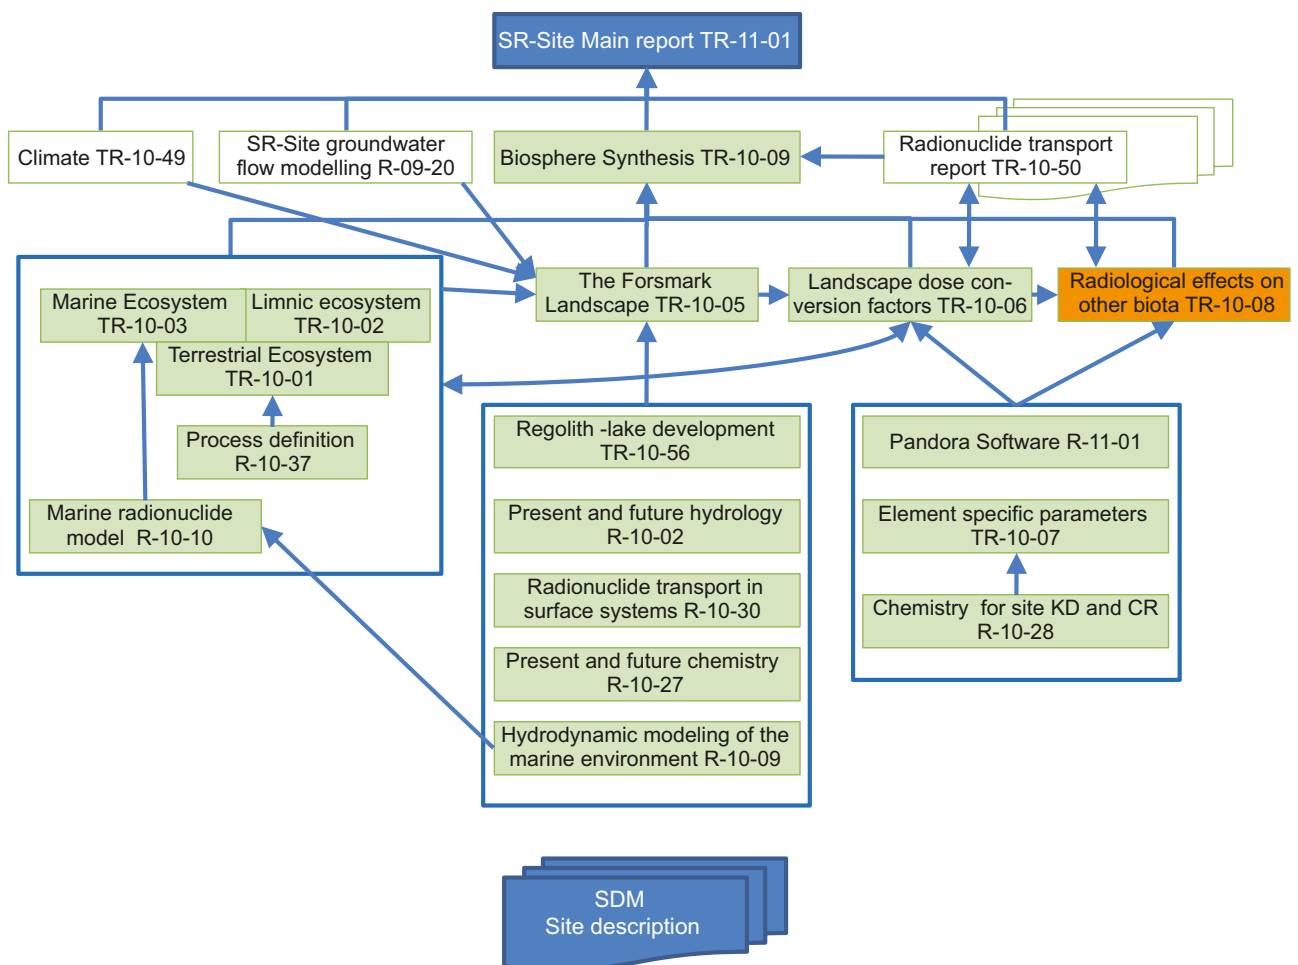 SR-Site Main report TR-11-01
Climate TR-10-49
SR-Site groundwater
flow modelling R-09-20
Biosphere Synthesis TR-10-09
Radionuclide transport
report TR-10-50
Marine Ecosystem
TR-10-03
Limnic ecosystem
TR-10-02
Terrestrial Ecosystem
TR-10-01
Process definition
R-10-37
Marine radionuclide
model R-10-10
The Forsmark
Landscape TR-10-05
Landscape dose con-
version factors TR-10-06
Radiological effects on
other biota TR-10-08
Regolith -lake development
TR-10-56
Present and future hydrology
R-10-02
Radionuclide transport in
surface systems R-10-30
Present and future chemistry
R-10-27
Hydrodynamic modeling of the
marine environment R-10-09
Pandora Software R-11-01
Element specific parameters
TR-10-07
Chemistry for site KD and CR
R-10-28
SDM
Site description